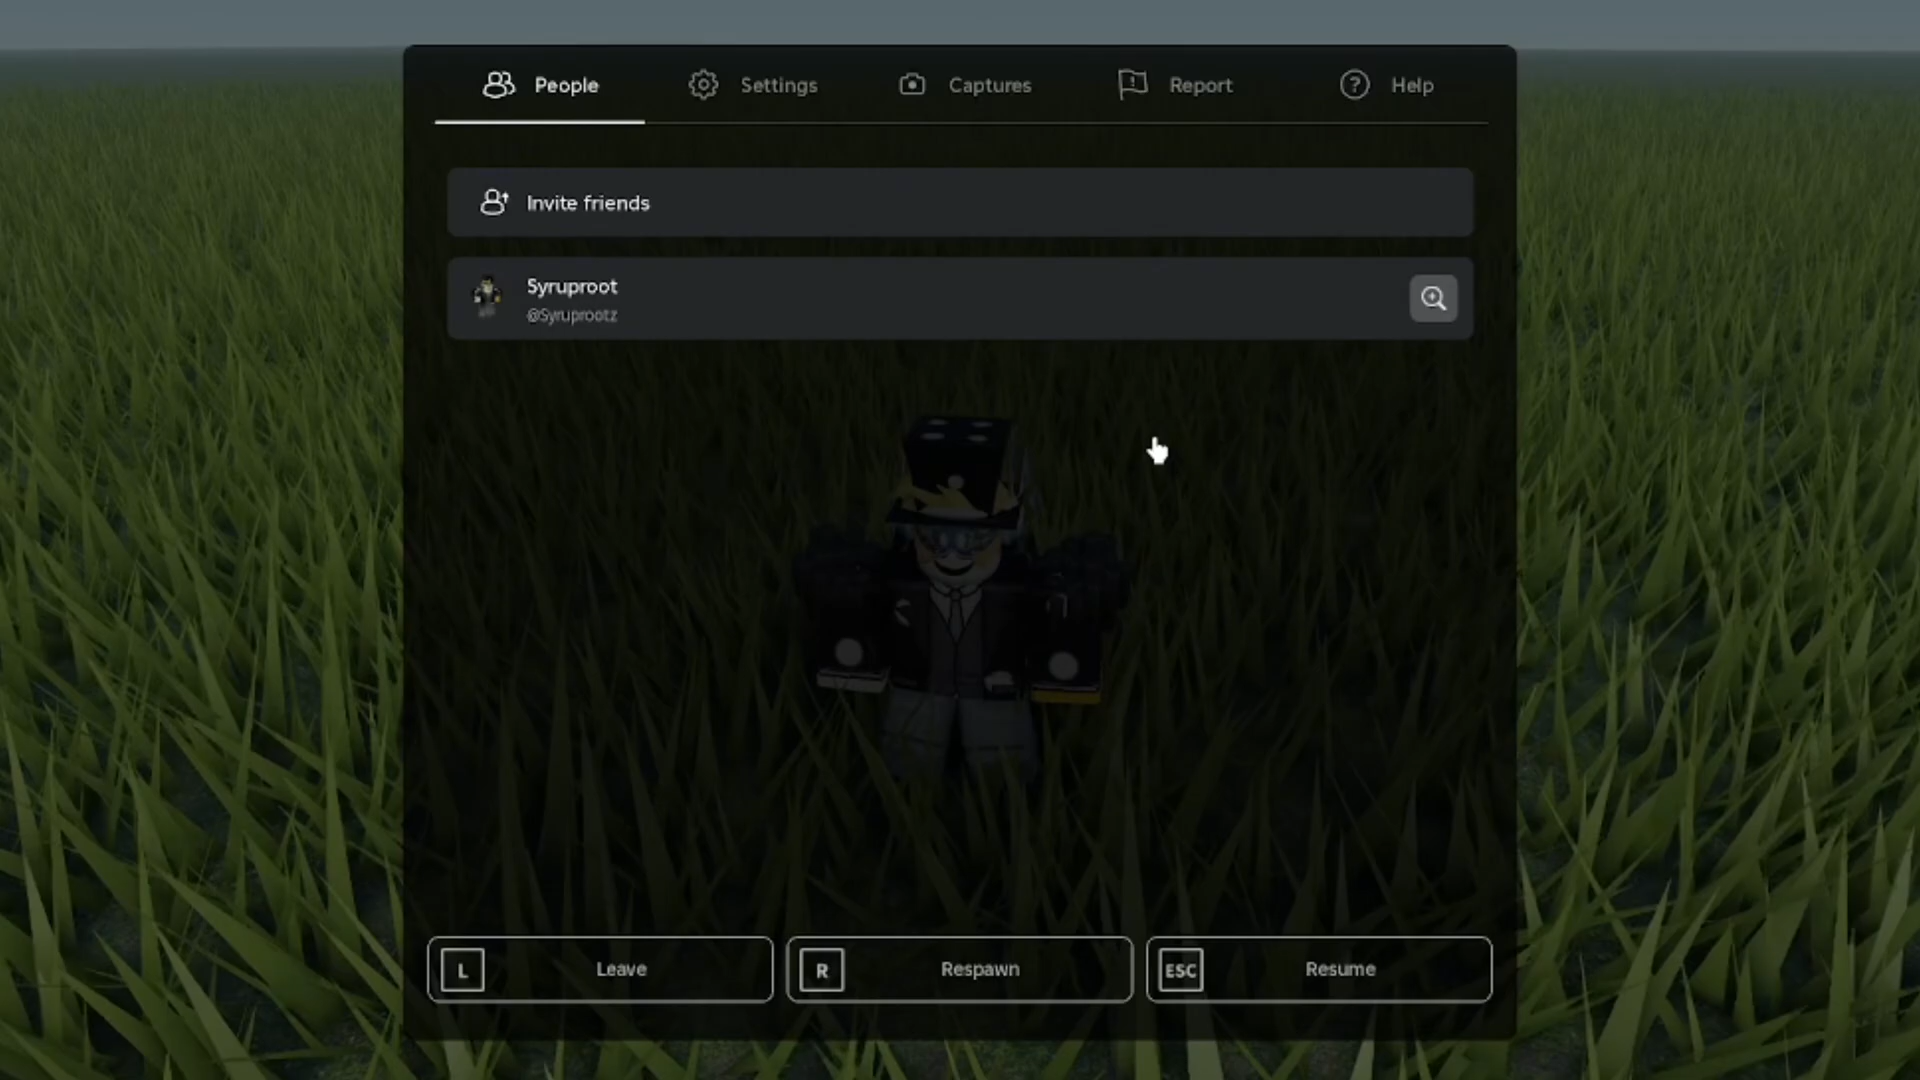 People
Settings
Captures
Report
Help
Invite friends
Syruproot
@Syruprootz
L Leave
R Respawn
ESC Resume